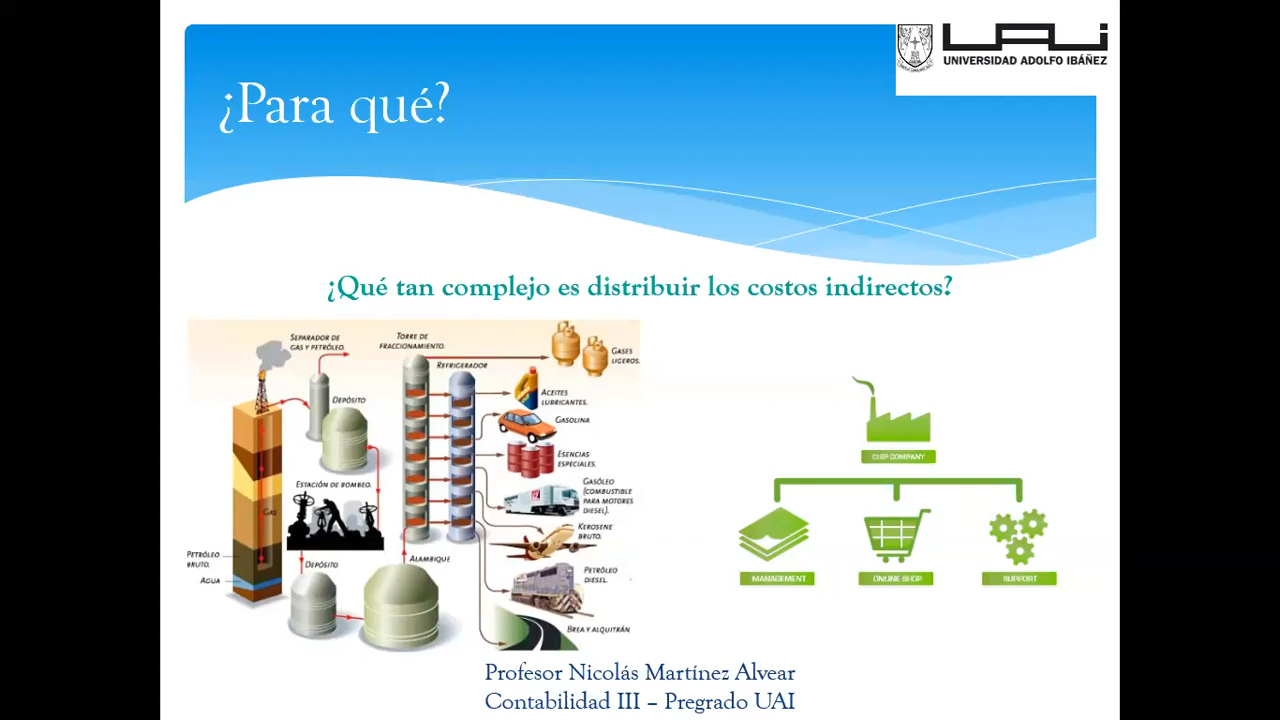 UAI
UNIVERSIDAD ADOLFO IBÁÑEZ
¿Para qué?
¿Qué tan complejo es distribuir los costos indirectos?
SEPARADOR DE
GAS Y PETRÓLEO.
TORRE DE
FRACCIONAMIENTO.
REFRIGERADOR
GASES
LIGEROS.
DEPÓSITO
ACEITES
LUBRICANTES.
GASOLINA
ESENCIAS
ESPECIALES.
ESTACIÓN DE BOMBEO.
GAS
GASÓLEO
(COMBUSTIBLE
PARA MOTORES
DIESEL).
KEROSENE
BRUTO.
PETRÓLEO
BRUTO.
AGUA
DEPÓSITO
ALAMBIQUE
PETRÓLEO
DIESEL.
BREA Y ALQUITRÁN
CHIP COMPANY
MANAGEMENT
ONLINE SHOP
SUPPORT
Profesor Nicolás Martínez Alvear
Contabilidad III – Pregrado UAI